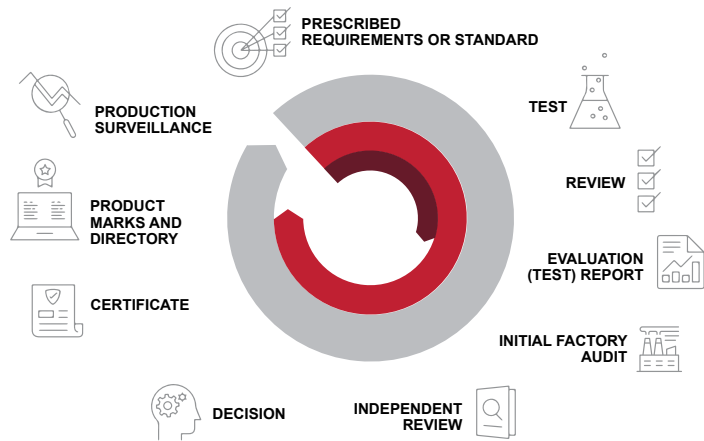 PRESCRIBED
REQUIREMENTS OR STANDARD
TEST
REVIEW
EVALUATION
(TEST) REPORT
INITIAL FACTORY
AUDIT
INDEPENDENT
REVIEW
DECISION
CERTIFICATE
PRODUCT
MARKS AND
DIRECTORY
PRODUCTION
SURVEILLANCE